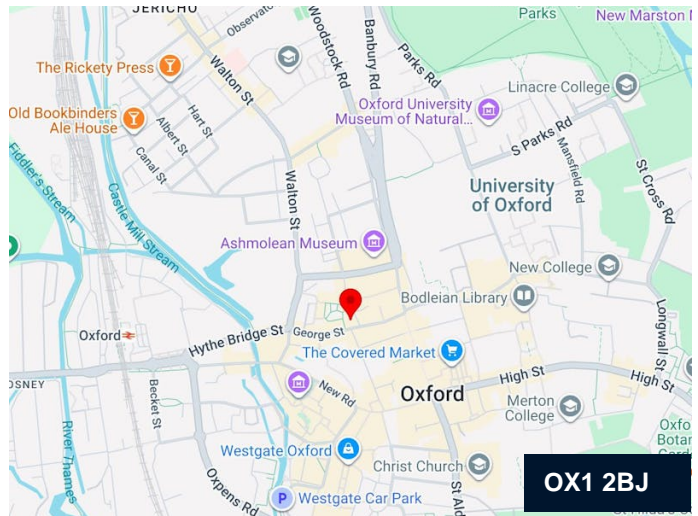 JERICHO
Observato
Woodstock Rd
Banbury Rd
Parks Rd
Parks
New Marston
The Rickety Press
Walton St
Linacre College
Oxford University
Museum of Natural...
Old Bookbinders
Ale House
Hart St
Albert St
Canal St
S Parks Rd
Mansfield Rd
St Cross Rd
Fiddler's Stream
Castle Mill Stream
Walton St
University
of Oxford
Ashmolean Museum
New College
Bodleian Library
Longwall St
Oxford
Hythe Bridge St
George St
The Covered Market
High St
High St
OSNEY
Becket St
New Rd
Oxford
Merton
College
River Thames
Westgate Oxford
Christ Church
Oxfo
Bota
Oxpens Rd
Westgate Car Park
P
St Ald
OX1 2BJ